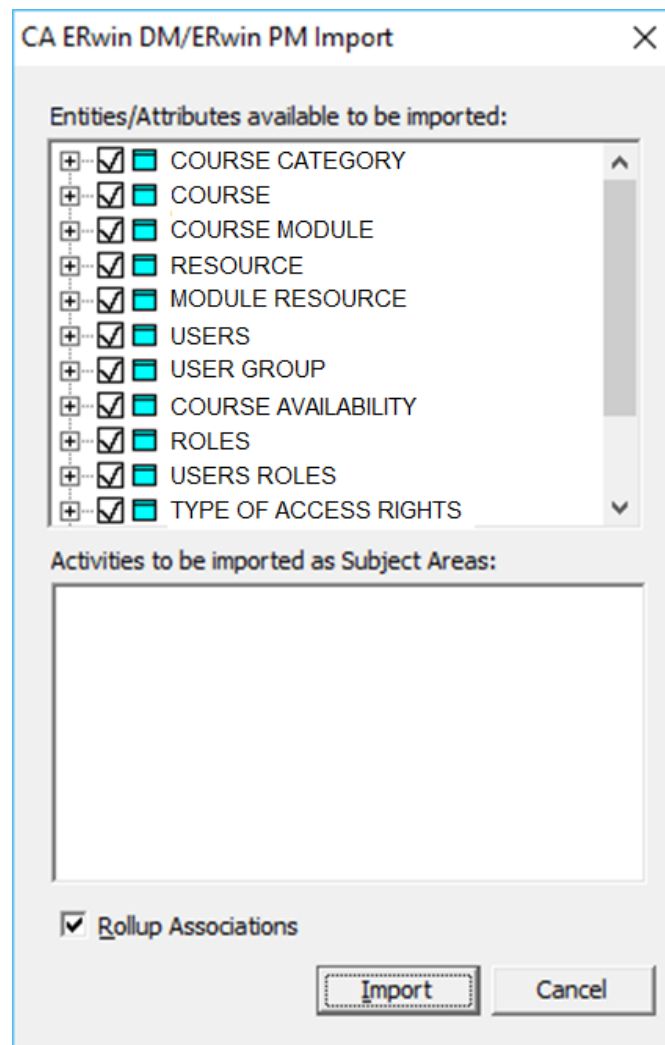 CA ERwin DM/ERwin PM Import
Entities/Attributes available to be imported:
COURSE CATEGORY
COURSE
COURSE MODULE
RESOURCE
MODULE RESOURCE
USERS
USER GROUP
COURSE AVAILABILITY
ROLES
USERS ROLES
TYPE OF ACCESS RIGHTS
Activities to be imported as Subject Areas:
Rollup Associations
Import Cancel